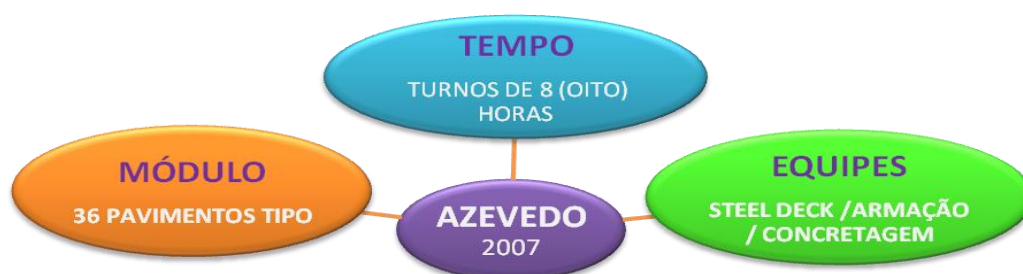 TEMPO
TURNOS DE 8 (OITO)
HORAS
MÓDULO
36 PAVIMENTOS TIPO
AZEVEDO
2007
EQUIPES
STEEL DECK /ARMAÇÃO
/ CONCRETAGEM